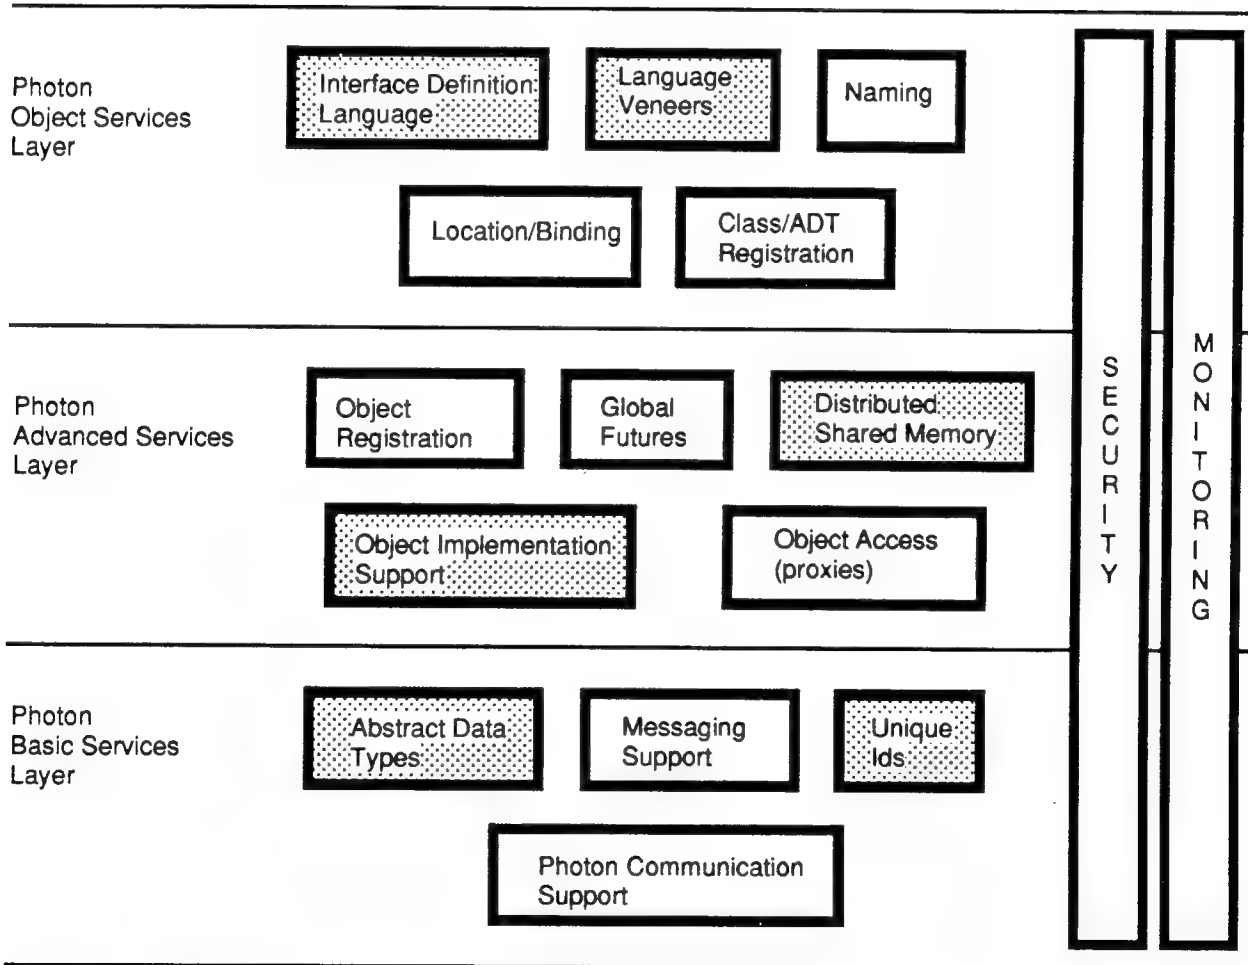 Photon
Object Services
Layer
Interface Definition
Language
Language
Veneers
Naming
Location/Binding
Class/ADT
Registration
Photon
Advanced Services
Layer
Object
Registration
Global
Futures
Distributed
Shared Memory
Object Implementation
Support
Object Access
(proxies)
Photon
Basic Services
Layer
Abstract Data
Types
Messaging
Support
Unique
Ids
Photon Communication
Support
SECURITY
MONITORING